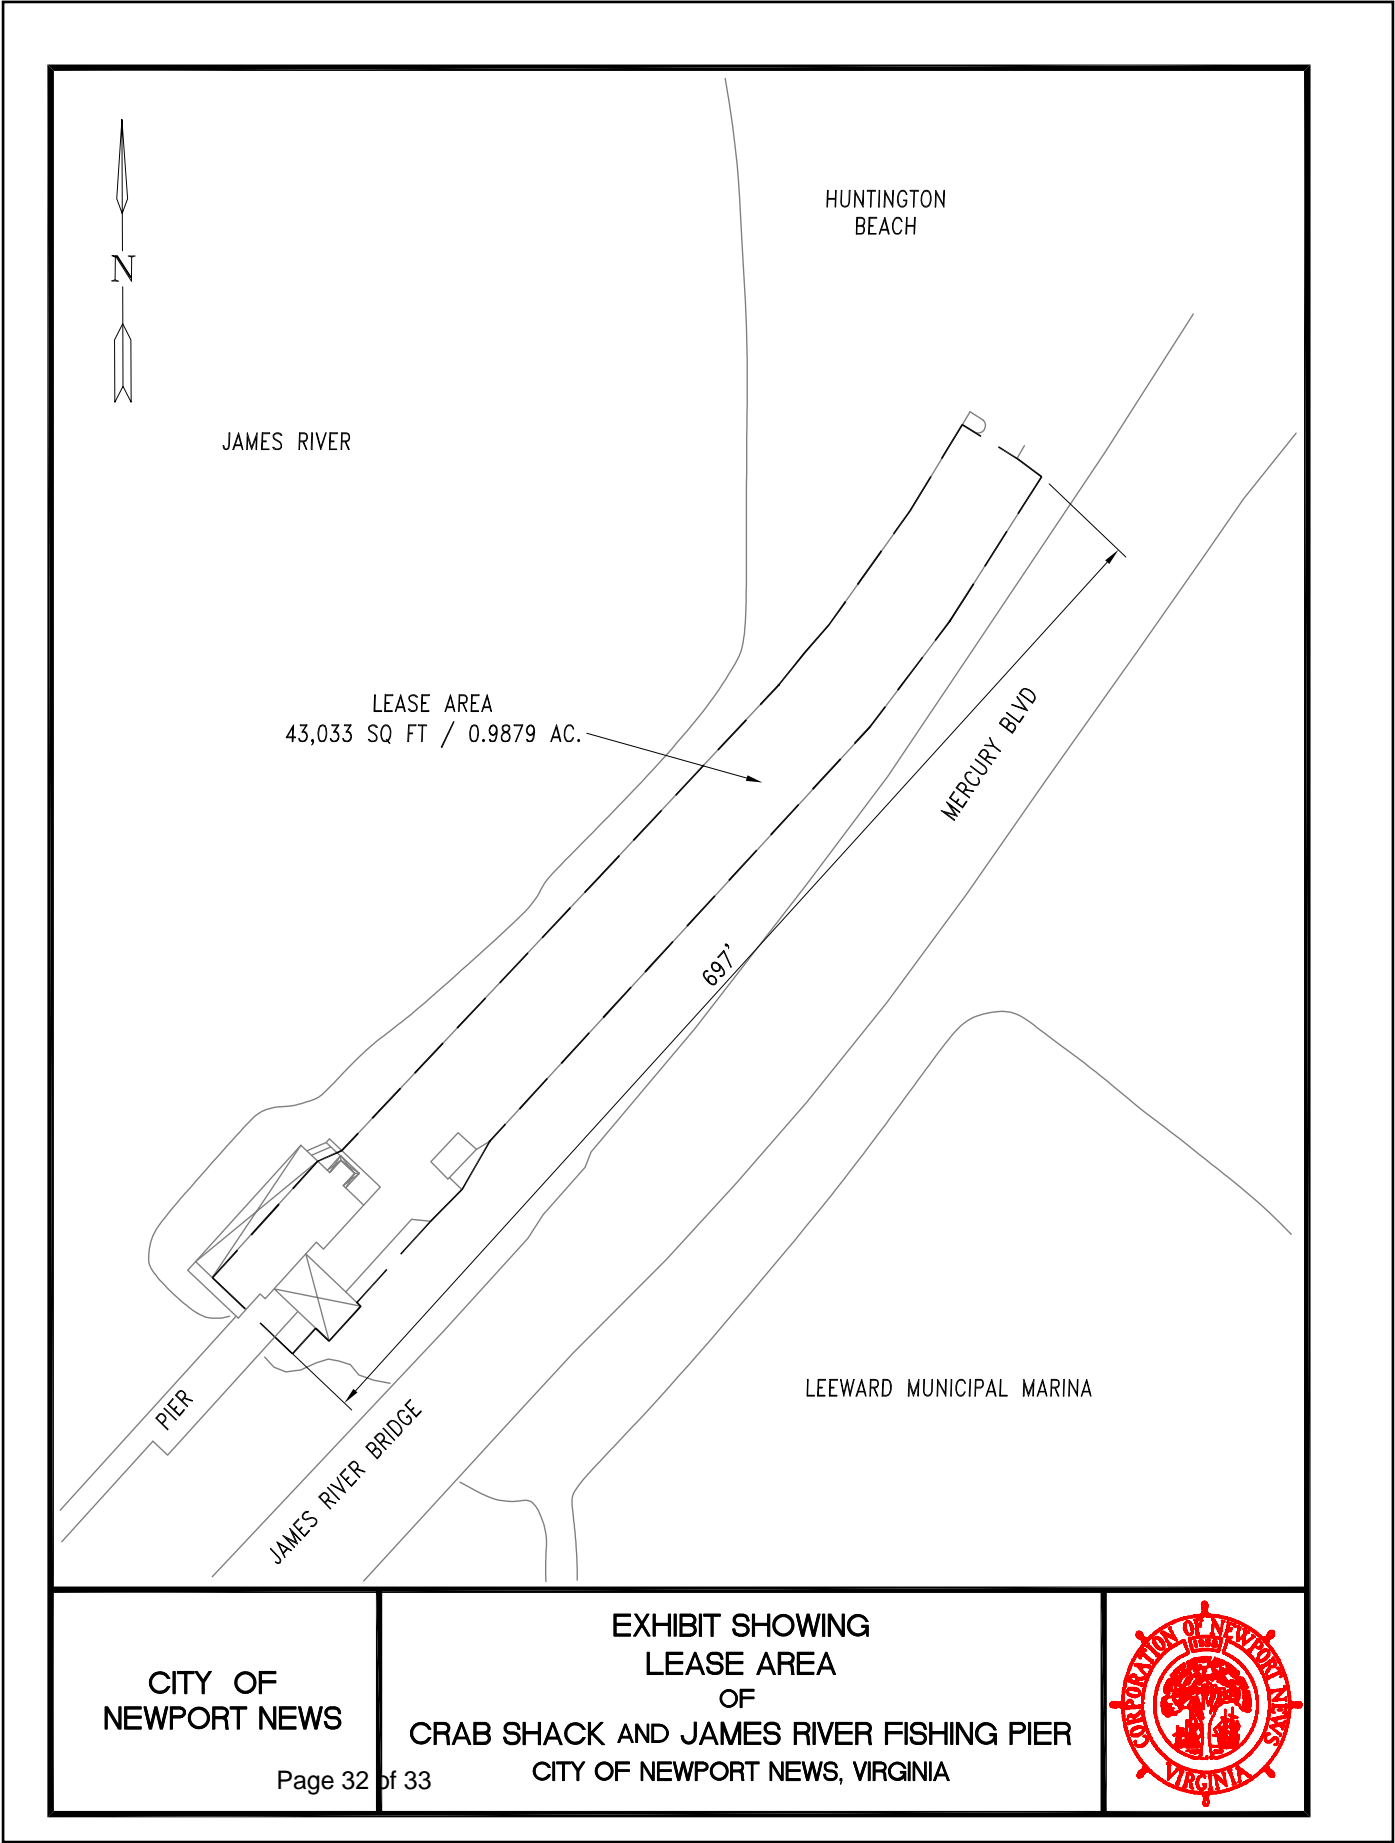 HUNTINGTON
BEACH
N
JAMES RIVER
LEASE AREA
43,033 SQ FT / 0.9879 AC.
MERCURY BLVD
697'
PIER
JAMES RIVER BRIDGE
LEEWARD MUNICIPAL MARINA
CITY OF
NEWPORT NEWS
Page 32 of 33
EXHIBIT SHOWING
LEASE AREA
OF
CRAB SHACK AND JAMES RIVER FISHING PIER
CITY OF NEWPORT NEWS, VIRGINIA
CORPORATION OF NEWPORT NEWS
VIRGINIA